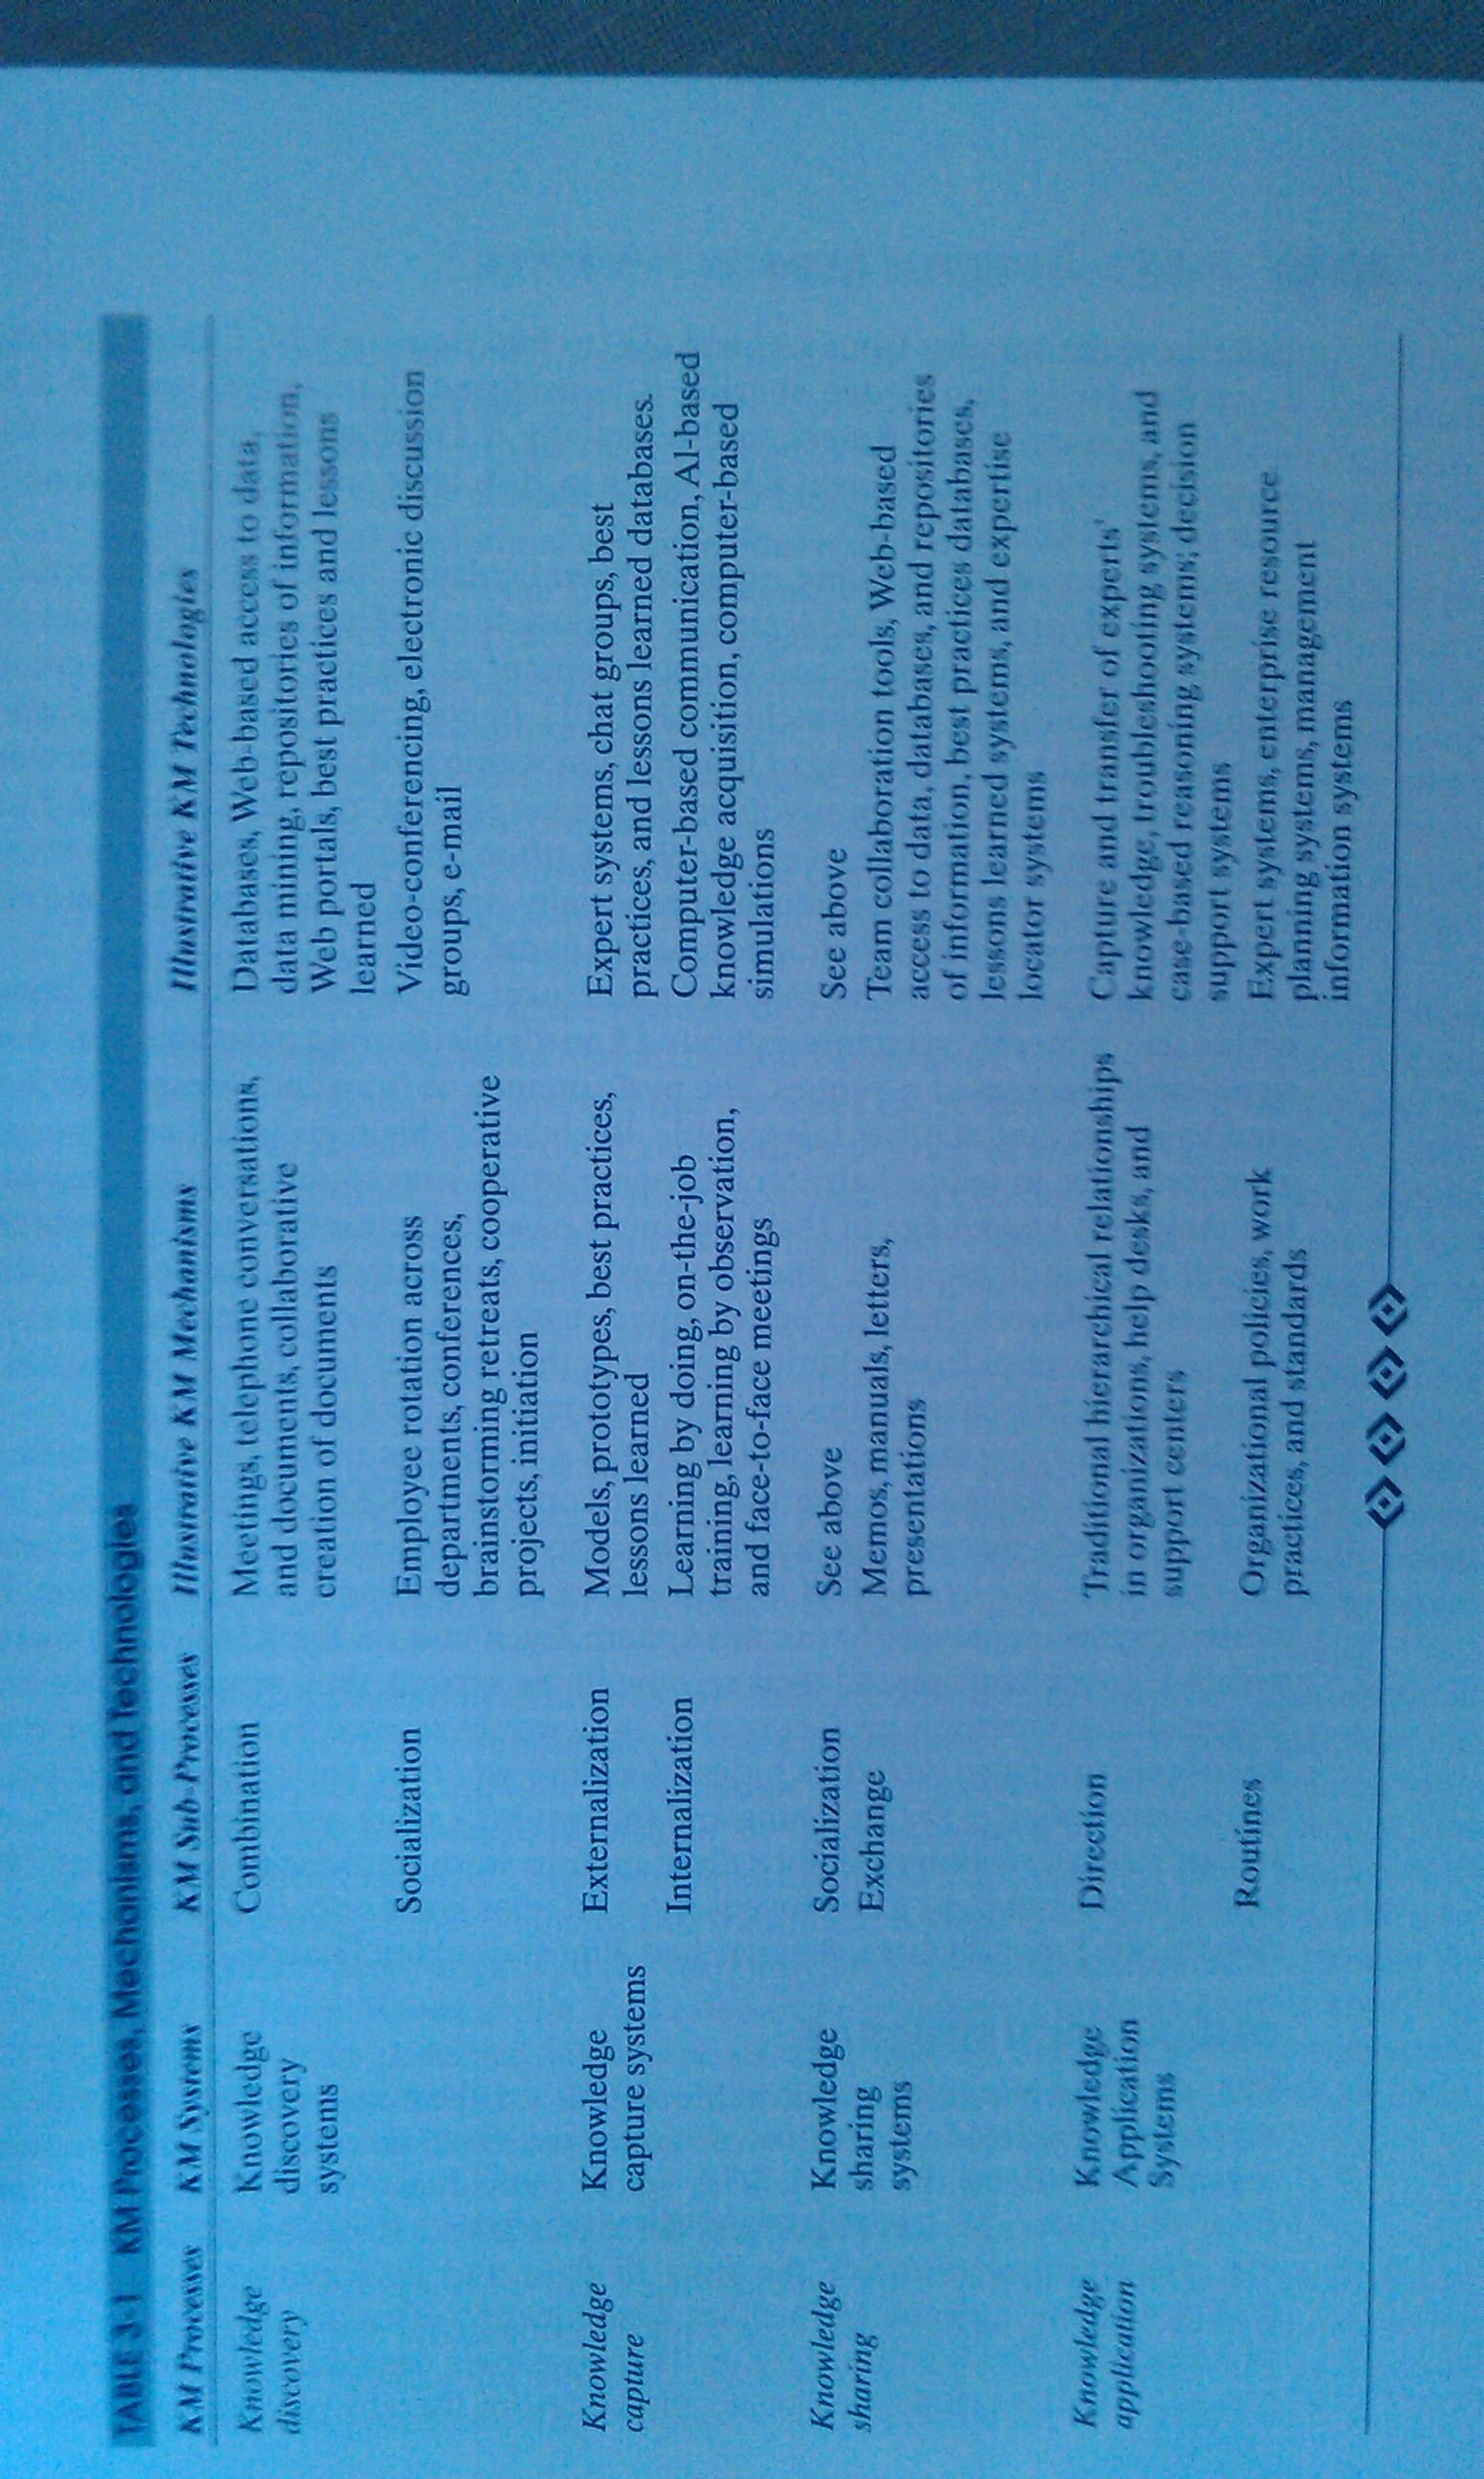 TABLE 3-1 KM Processes, Mechanisms, and Technologies
KM Processes KM Systems KM Sub-Processes Illustrative KM Mechanisms Illustrative KM Technologies
Knowledge Knowledge Combination Meetings, telephone conversations, Databases, Web-based access to data,
discovery discovery and documents, collaborative data mining, repositories of information,
systems creation of documents Web portals, best practices and lessons
learned
Socialization Employee rotation across Video-conferencing, electronic discussion
departments, conferences, groups, e-mail
brainstorming retreats, cooperative
projects, initiation
Knowledge Knowledge Externalization Models, prototypes, best practices, Expert systems, chat groups, best
capture capture systems lessons learned practices, and lessons learned databases.
Internalization Learning by doing, on-the-job Computer-based communication, AI-based
training, learning by observation, knowledge acquisition, computer-based
and face-to-face meetings simulations
Knowledge Knowledge Socialization See above See above
sharing sharing Exchange Memos, manuals, letters, Team collaboration tools, Web-based
systems presentations access to data, databases, and repositories
of information, best practices databases,
lessons learned systems, and expertise
locator systems
Knowledge Knowledge Direction Traditional hierarchical relationships Capture and transfer of experts'
application Application in organizations, help desks, and knowledge, troubleshooting systems, and
Systems support centers case-based reasoning systems; decision
support systems
Routines Organizational policies, work Expert systems, enterprise resource
practices, and standards planning systems, management
information systems